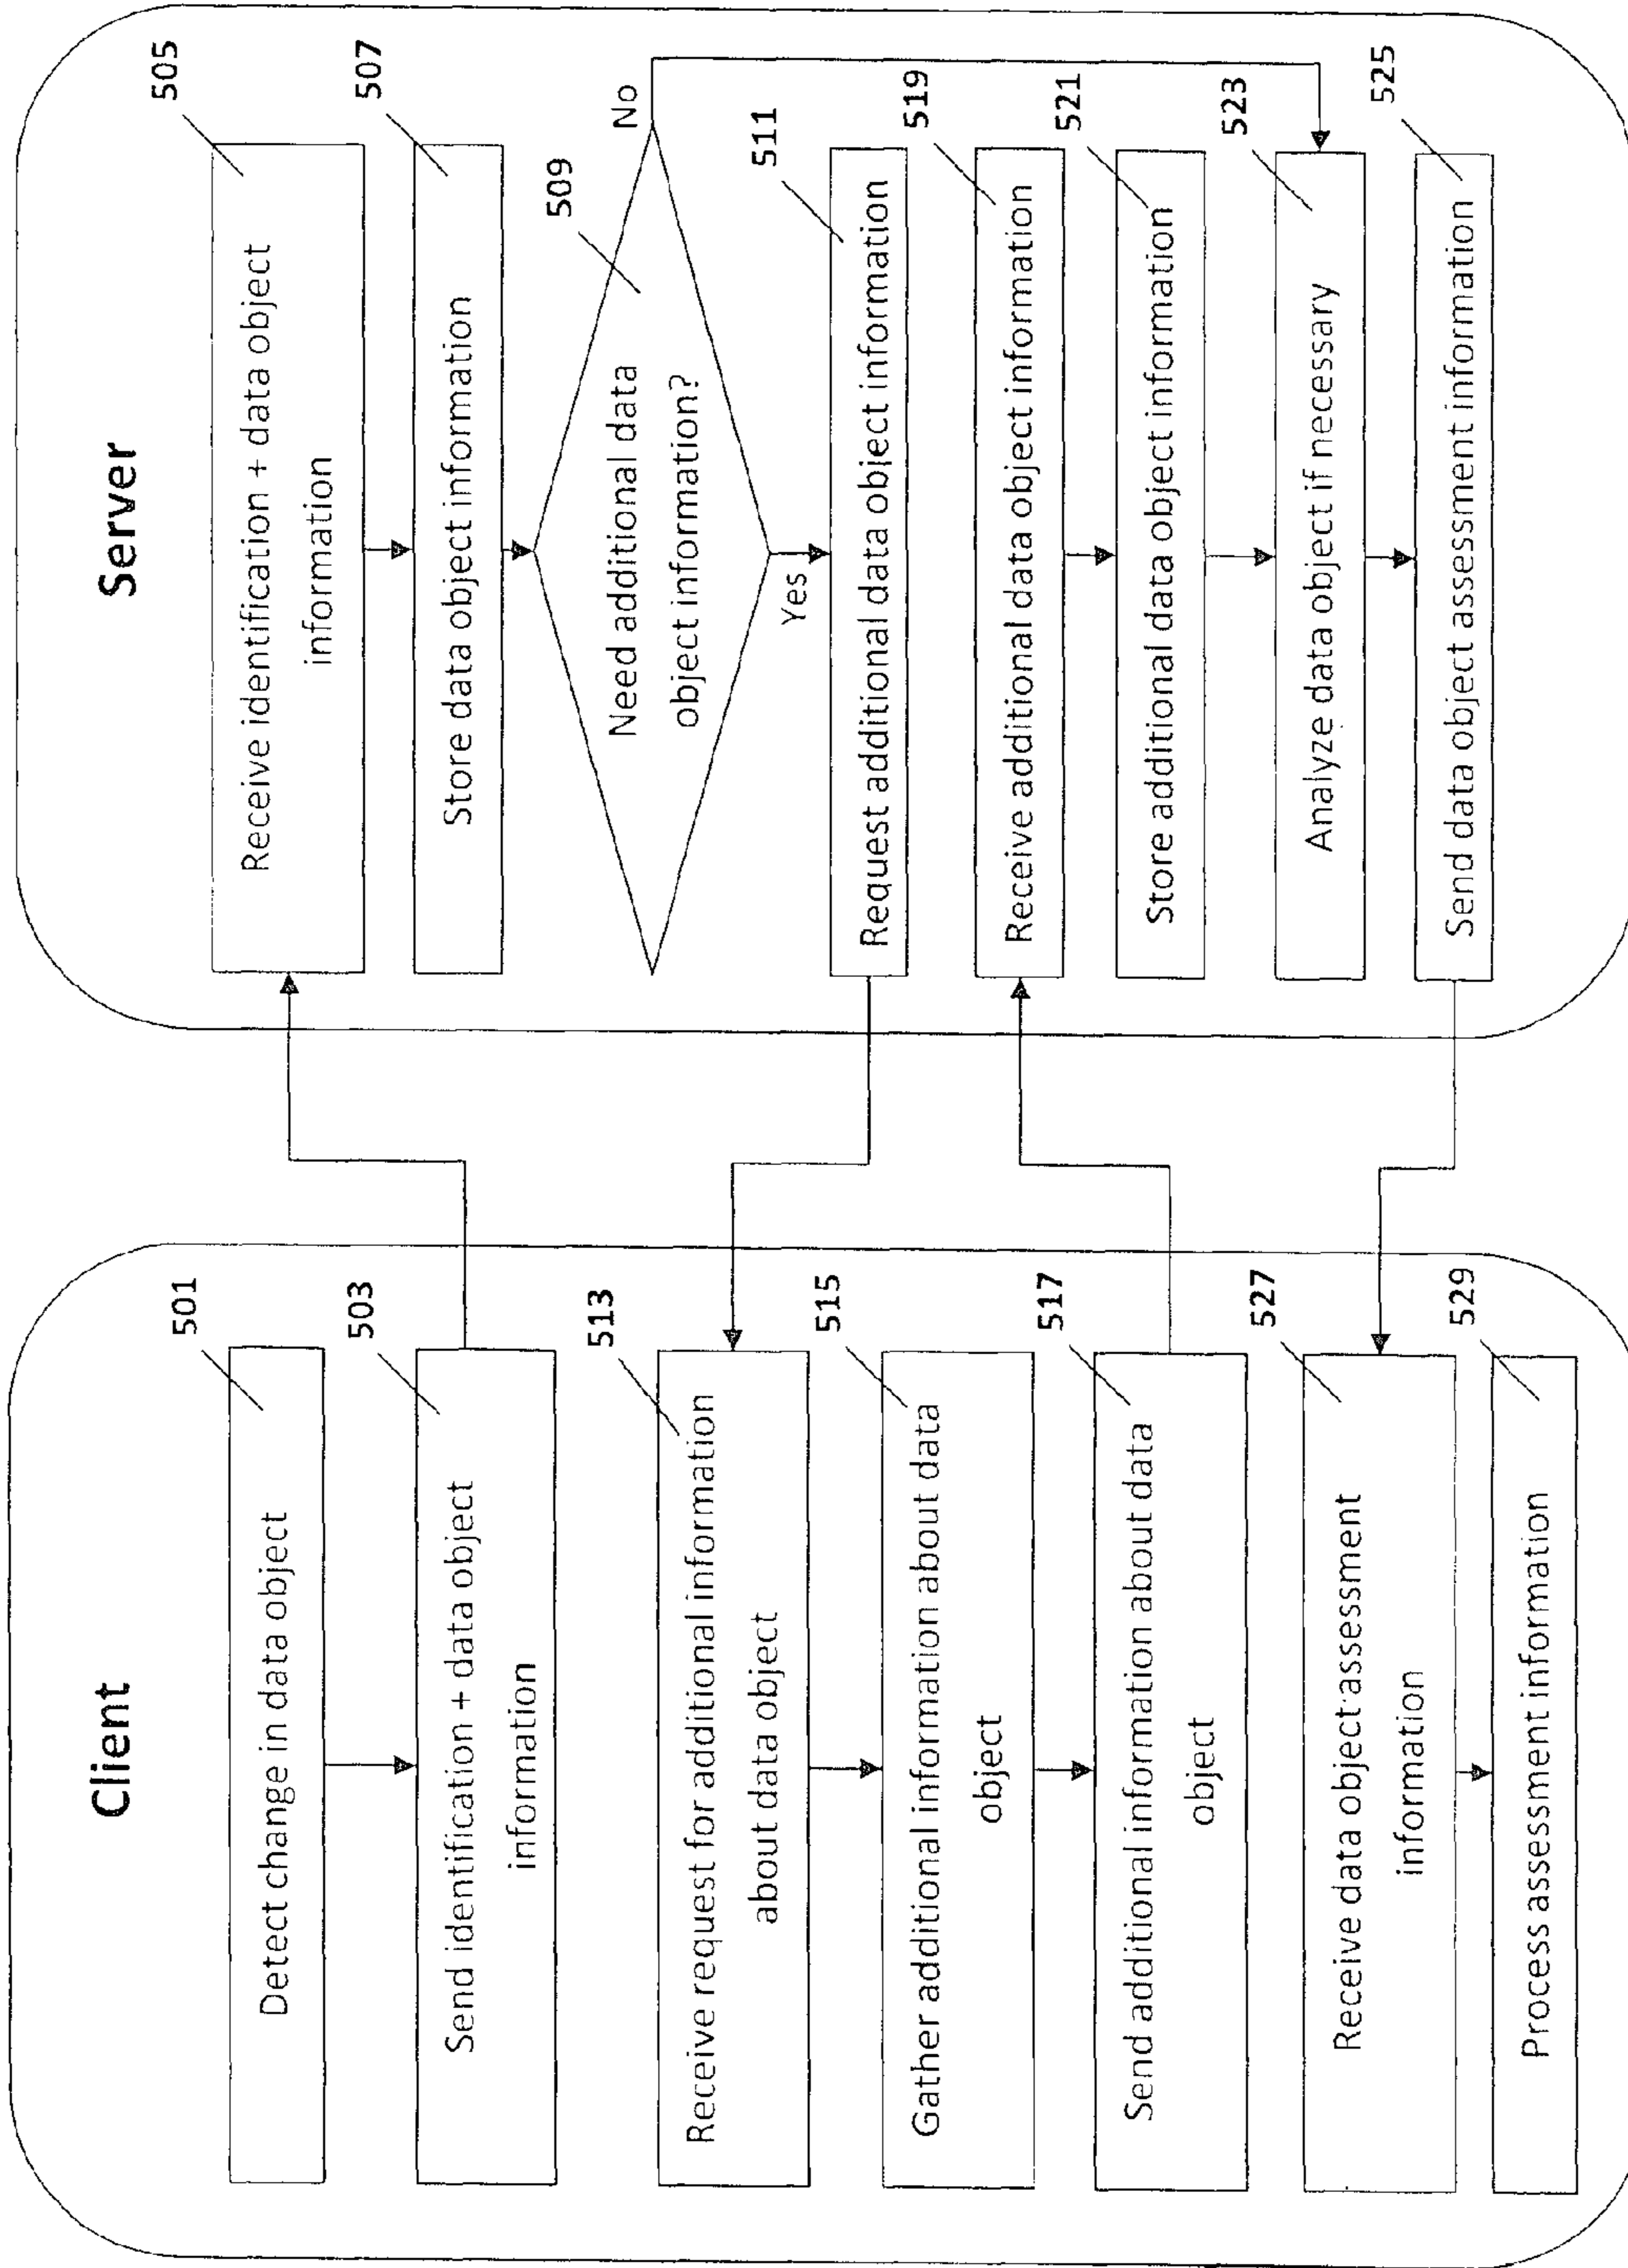 Client
501
Detect change in data object
503
Send identification + data object
information
513
Receive request for additional information
about data object
515
Gather additional information about data
object
517
Send additional information about data
object
527
Receive data object assessment
information
529
Process assessment information
Server
505
Receive identification + data object
information
507
Store data object information
509
Need additional data
object information?
No
Yes
511
Request additional data object information
519
Receive additional data object information
521
Store additional data object information
523
Analyze data object if necessary
525
Send data object assessment information